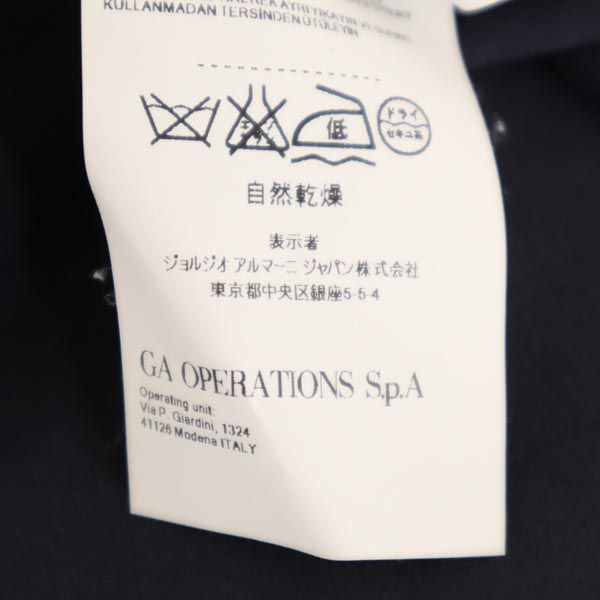 AYRI YIKAYIN VE
KULLANMADAN TERSİNDEN ÜTÜLEYİN
低
ドライ
セキユ系
自然乾燥
表示者
ジョルジオ アルマーニ ジャパン株式会社
東京都中央区銀座5-5-4
GA OPERATIONS S.p.A
Operating unit:
Via P. Giardini, 1324
41126 Modena ITALY